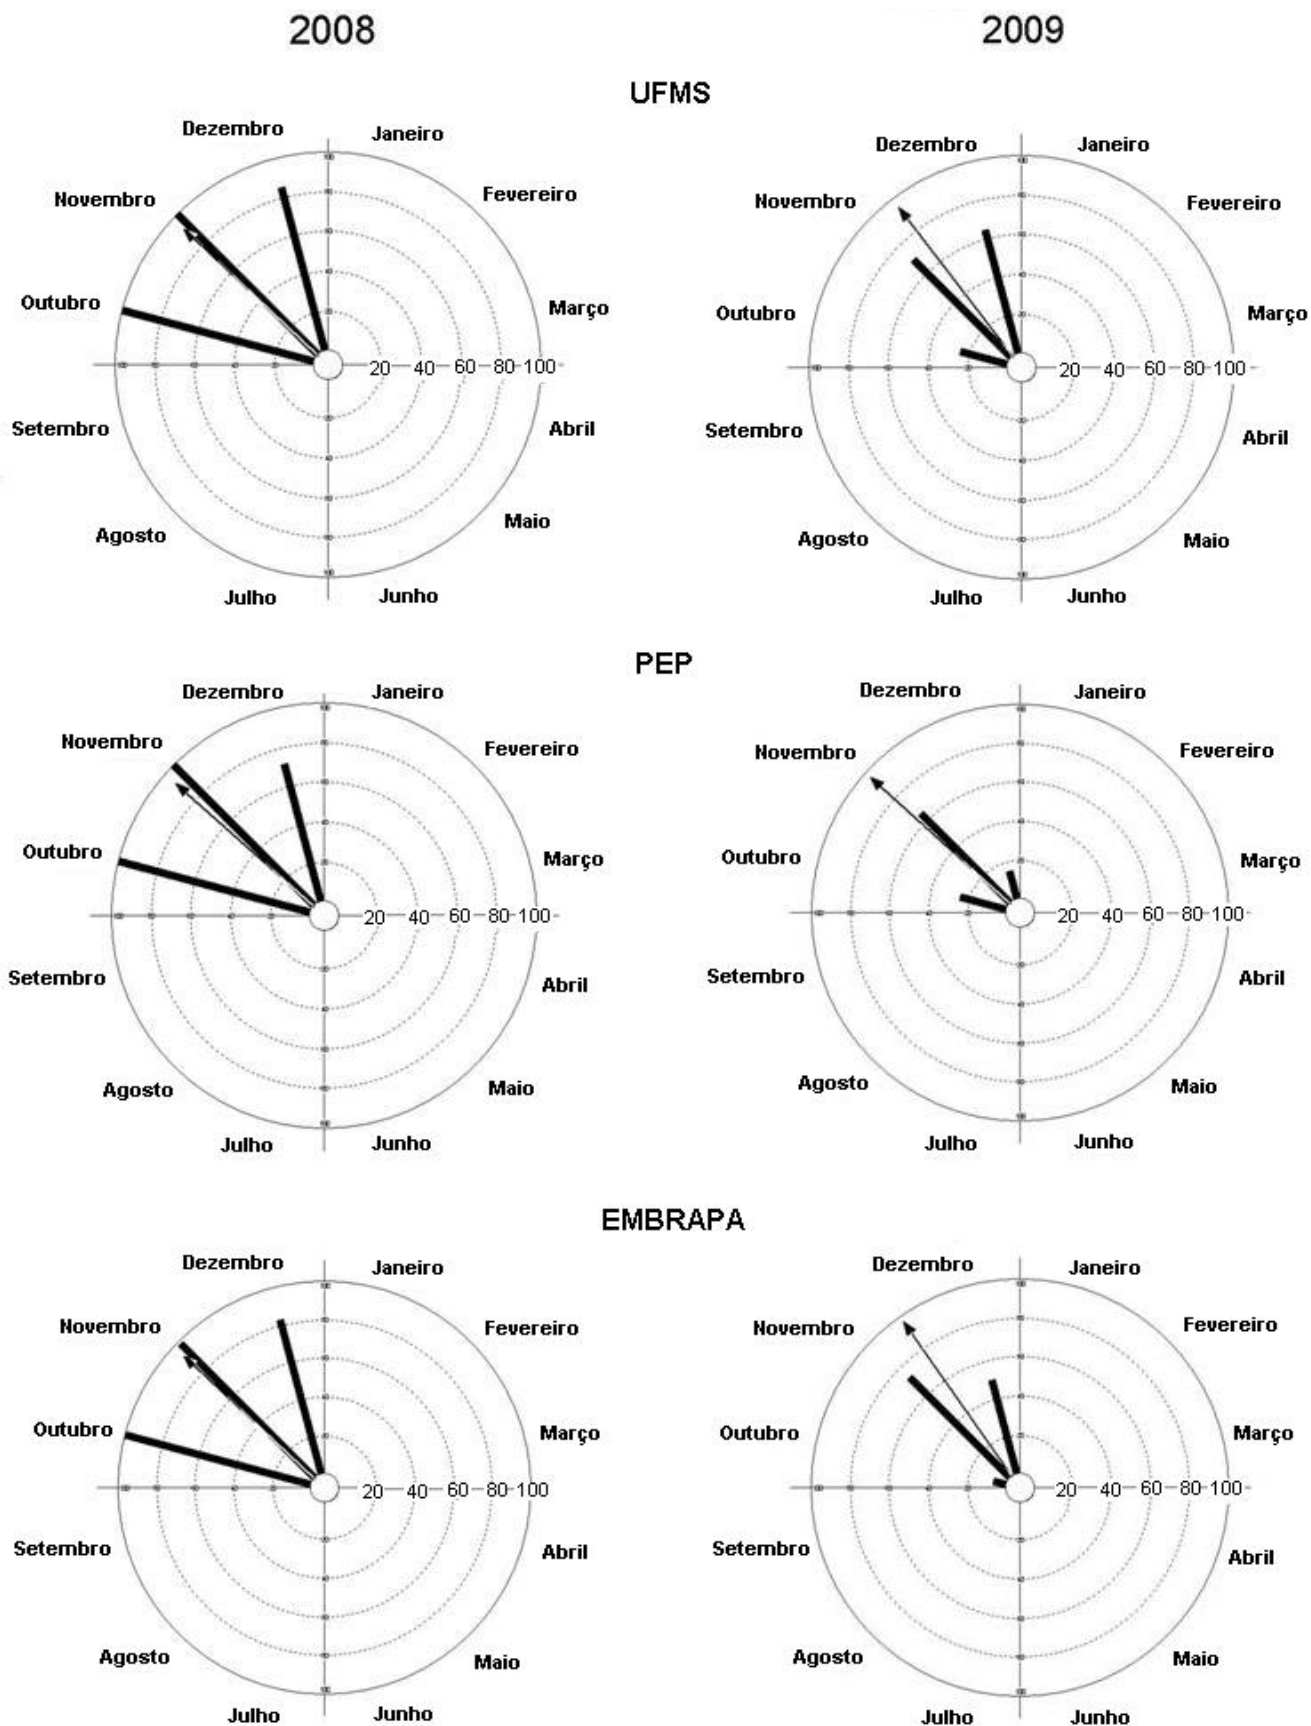 2008 2009
UFMS
Dezembro Janeiro Dezembro Janeiro
Novembro Fevereiro Novembro Fevereiro
Outubro Março Outubro Março
20 40 60 80 100 20 40 60 80 100
Setembro Abril Setembro Abril
Agosto Maio Agosto Maio
Julho Junho Julho Junho
PEP
Dezembro Janeiro Dezembro Janeiro
Novembro Fevereiro Novembro Fevereiro
Outubro Março Outubro Março
20 40 60 80 100 20 40 60 80 100
Setembro Abril Setembro Abril
Agosto Maio Agosto Maio
Julho Junho Julho Junho
EMBRAPA
Dezembro Janeiro Dezembro Janeiro
Novembro Fevereiro Novembro Fevereiro
Outubro Março Outubro Março
20 40 60 80 100 20 40 60 80 100
Setembro Abril Setembro Abril
Agosto Maio Agosto Maio
Julho Junho Julho Junho